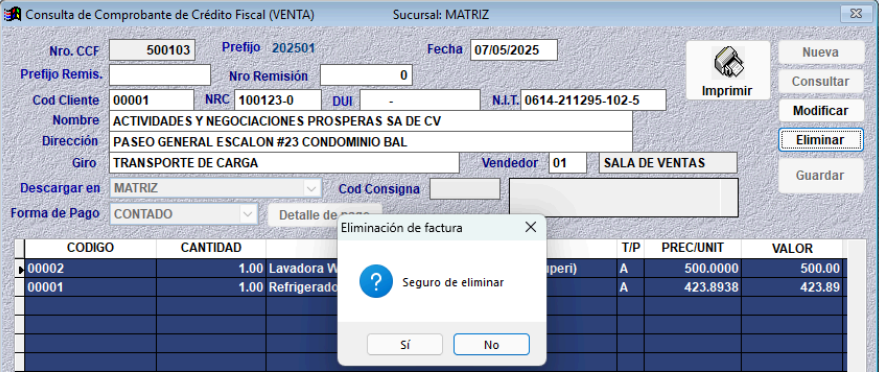 Consulta de Comprobante de Crédito Fiscal (VENTA) Sucursal: MATRIZ
Nro. CCF 500103 Prefijo 202501 Fecha 07/05/2025
Prefijo Remis. Nro Remisión 0
Cod Cliente 00001 NRC 100123-0 DUI - N.I.T. 0614-211295-102-5
Nombre ACTIVIDADES Y NEGOCIACIONES PROSPERAS SA DE CV
Dirección PASEO GENERAL ESCALON #23 CONDOMINIO BAL
Giro TRANSPORTE DE CARGA Vendedor 01 SALA DE VENTAS
Descargar en MATRIZ Cod Consigna
Forma de Pago CONTADO Detalle de pago
Imprimir
Nueva
Consultar
Modificar
Eliminar
Guardar
CODIGO CANTIDAD T/P PREC/UNIT VALOR
00002 1.00 Lavadora W uperi) A 500.0000 500.00
00001 1.00 Refrigerado A 423.8938 423.89
Eliminación de factura
Seguro de eliminar
Sí No